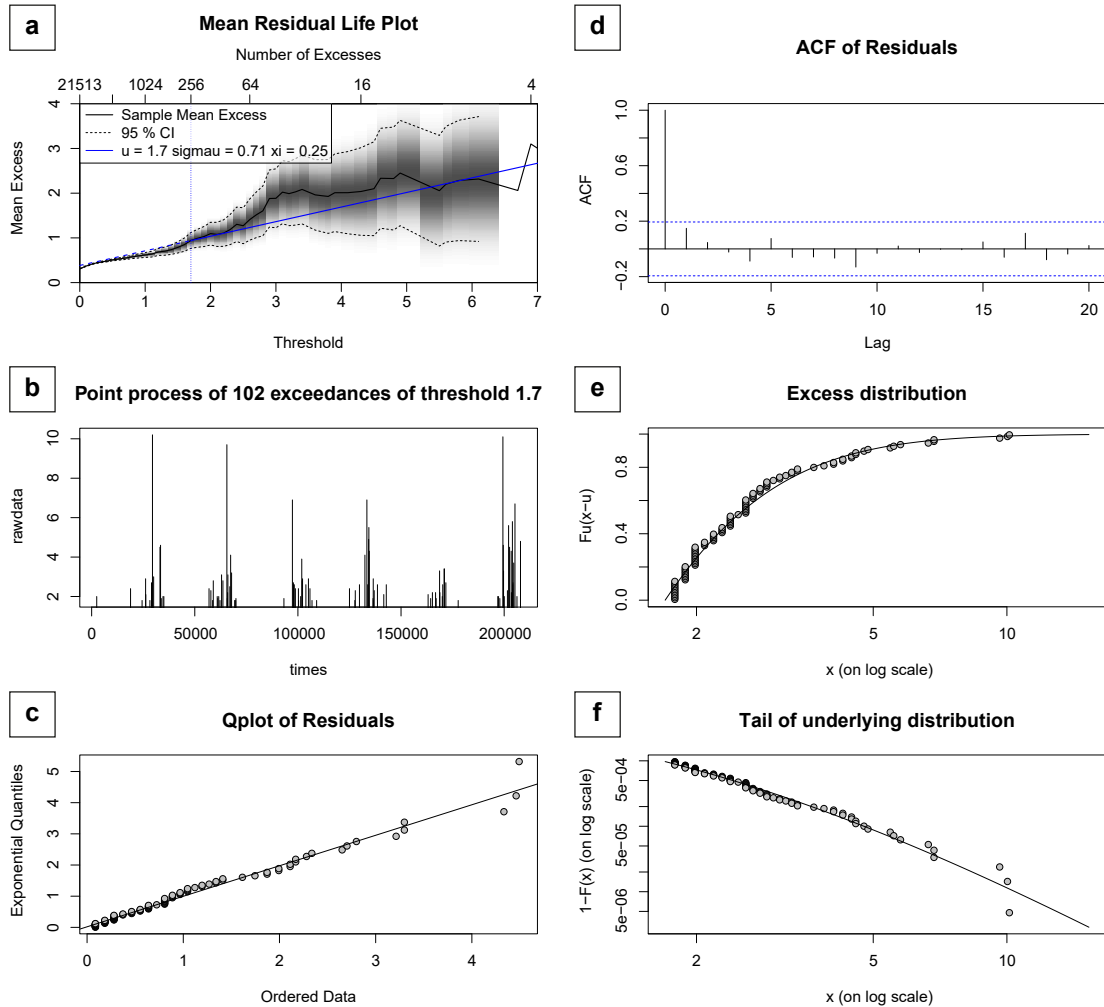 a
Mean Residual Life Plot
Number of Excesses
21513 1024 256 64 16 4
Sample Mean Excess
95 % CI
u = 1.7 sigmau = 0.71 xi = 0.25
Mean Excess
0 1 2 3 4
0 1 2 3 4 5 6 7
Threshold
d
ACF of Residuals
ACF
−0.2 0.2 0.6 1.0
0 5 10 15 20
Lag
b
Point process of 102 exceedances of threshold 1.7
rawdata
2 4 6 8 10
0 50000 100000 150000 200000
times
e
Excess distribution
Fu(x−u)
0.0 0.4 0.8
2 5 10
x (on log scale)
c
Qplot of Residuals
Exponential Quantiles
0 1 2 3 4 5
0 1 2 3 4
Ordered Data
f
Tail of underlying distribution
1−F(x) (on log scale)
5e−06 5e−05 5e−04
2 5 10
x (on log scale)